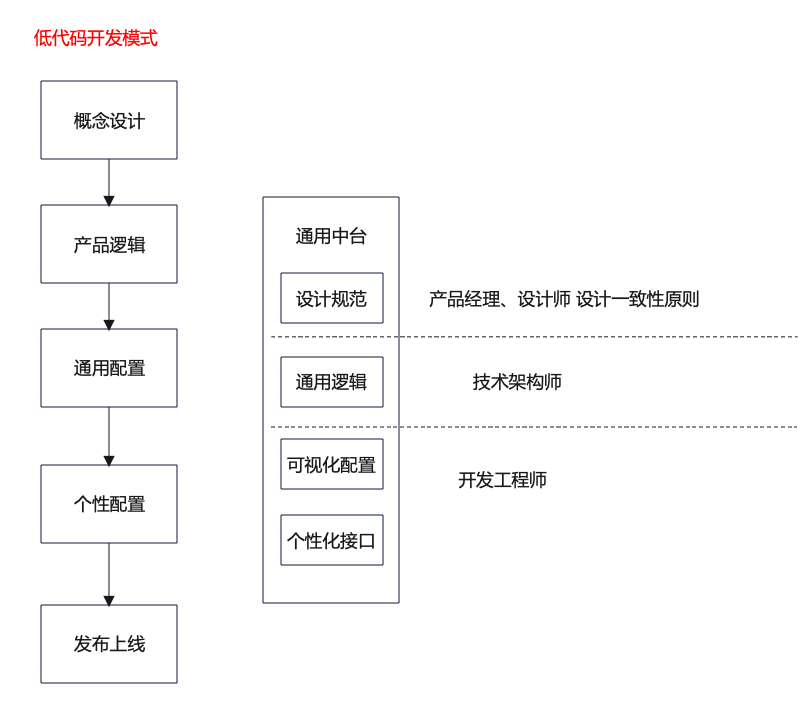 低代码开发模式
概念设计
产品逻辑
通用配置
个性配置
发布上线
通用中台
设计规范
通用逻辑
可视化配置
个性化接口
产品经理、设计师 设计一致性原则
技术架构师
开发工程师